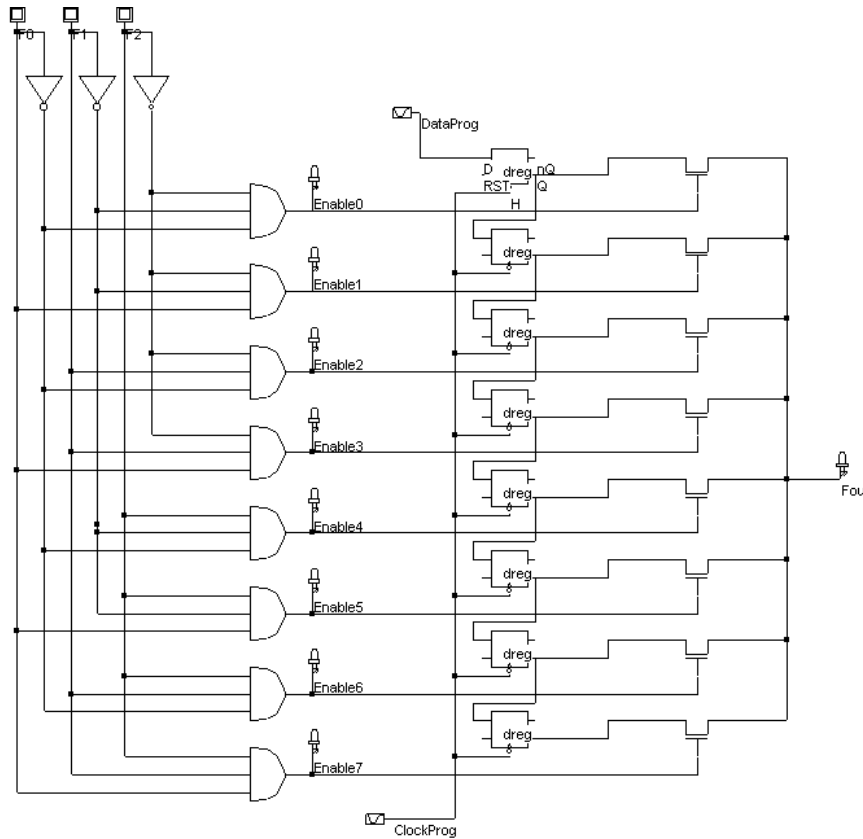 F0 F1 F2
DataProg
D dreg nQ
RST Q
H
Enable0
dreg
Enable1
dreg
Enable2
dreg
Enable3
dreg
Enable4
Fou
dreg
Enable5
dreg
Enable6
dreg
Enable7
ClockProg